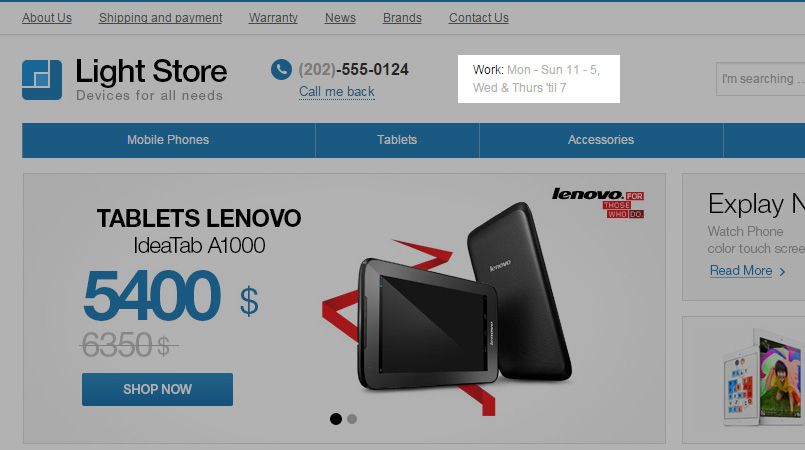 About Us Shipping and payment Warranty News Brands Contact Us
Light Store
Devices for all needs
(202)-555-0124
Call me back
Work: Mon - Sun 11 - 5,
Wed & Thurs 'til 7
I'm searching ...
Mobile Phones Tablets Accessories
TABLETS LENOVO
IdeaTab A1000
5400 $
6350 $
SHOP NOW
lenovo FOR
THOSE
WHO DO.
lenovo
lenovo
Explay N
Watch Phone
color touch scree
Read More >